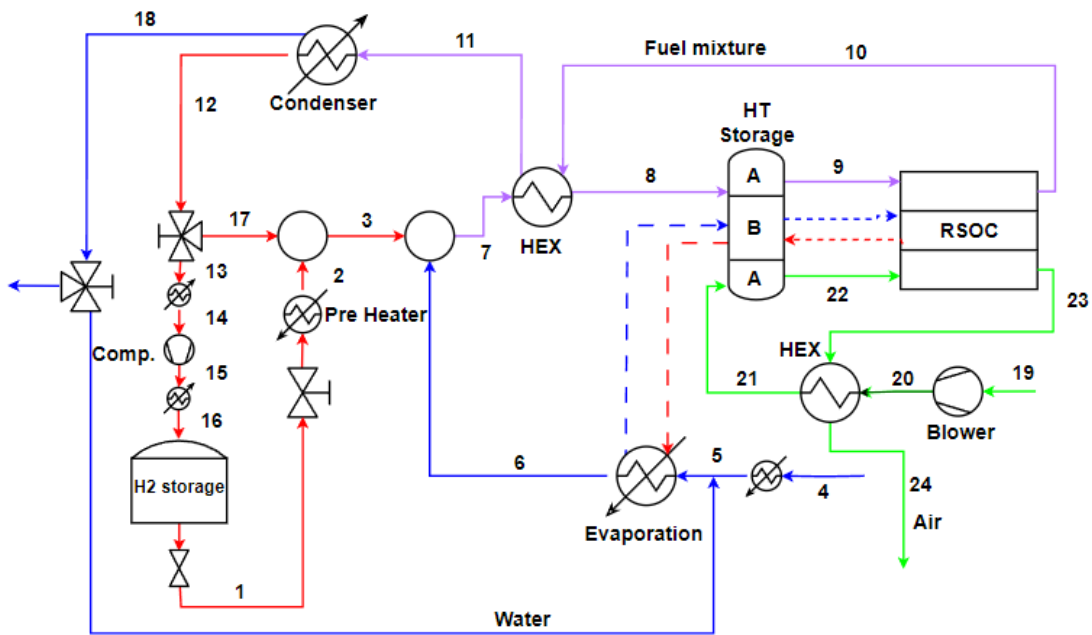 18
11
Fuel mixture
10
Condenser
12
HT
Storage
A
8
9
17
3
7
HEX
B
RSOC
13
2
A
22
23
14
Pre Heater
Comp.
HEX
15
21
20
19
16
Blower
H2 storage
6
5
4
24
Evaporation
Air
1
Water